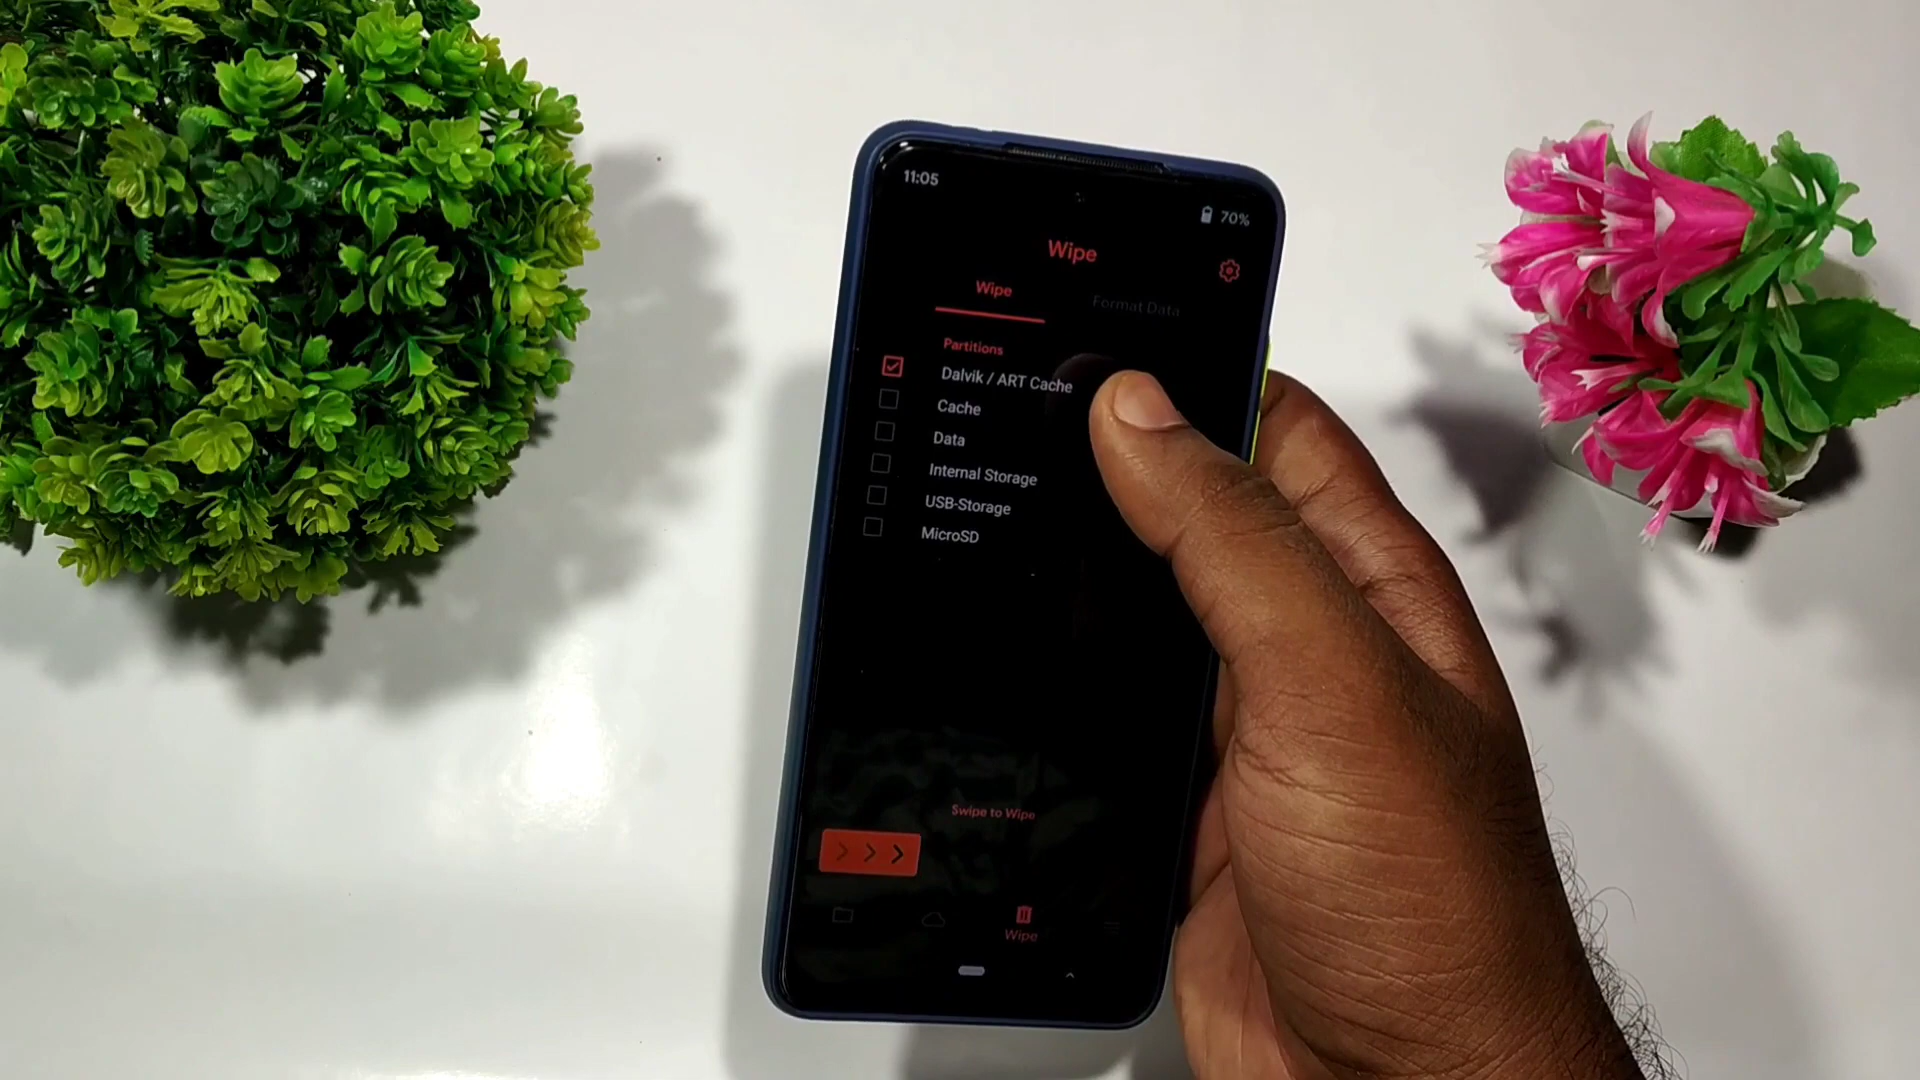 11:05
70%
Wipe
Wipe
Format Data
Partitions
Dalvik / ART Cache
Cache
Data
Internal Storage
USB-Storage
MicroSD
Swipe to Wipe
Wipe